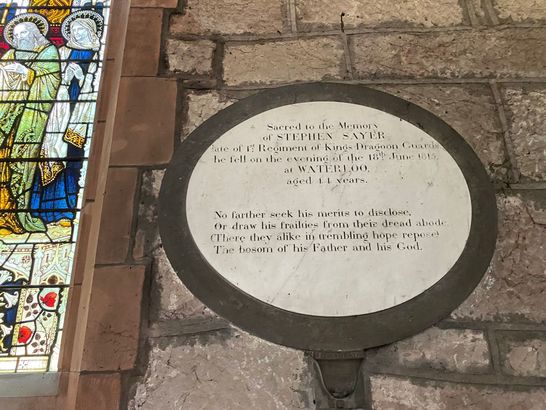 Sacred to the Memory
of STEPHEN SAYER,
late of 1st Regiment of Kings Dragoon Guards
he fell on the evening of the 18th June 1815,
at WATERLOO,
aged 44 years.
No farther seek his merits to disclose,
Or draw his frailties from their dread abode
(There they alike in trembling hope repose)
The bosom of his Father and his God.